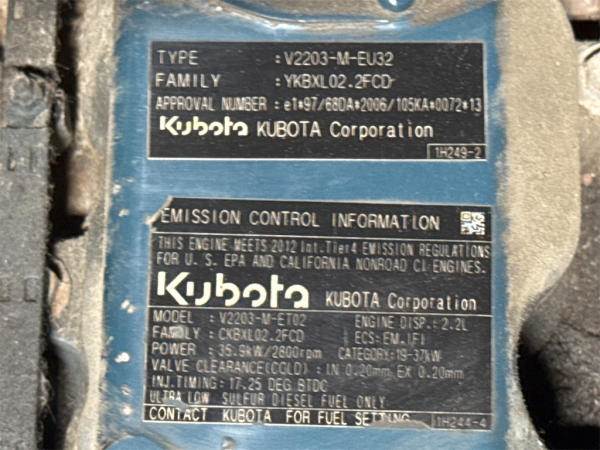 TYPE : V2203-M-EU32
FAMILY : YKBXL02.2FCD
APPROVAL NUMBER : e1*97/68DA*2006/105KA*0072*13
Kubota KUBOTA Corporation
1H249-2
EMISSION CONTROL INFORMATION
THIS ENGINE MEETS 2012 Int.Tier4 EMISSION REGULATIONS
FOR U. S. EPA AND CALIFORNIA NONROAD CI ENGINES.
Kubota KUBOTA Corporation
MODEL : V2203-M-ET02 ENGINE DISP.: 2.2L
FAMILY: CKBXL02.2FCD ECS: EM, IFI
POWER : 35.9kW/2800rpm CATEGORY:19-37kW
VALVE CLEARANCE(COLD) : IN 0.20mm EX 0.20mm
INJ.TIMING: 17.25 DEG BTDC
ULTRA LOW SULFUR DIESEL FUEL ONLY
CONTACT KUBOTA FOR FUEL SETTING
1H244-4